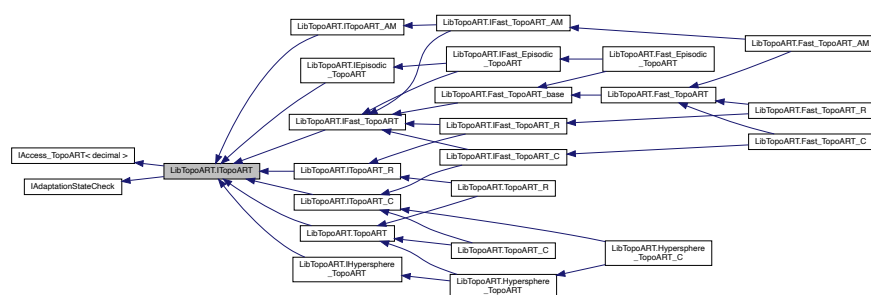 LibTopoART.ITopoART_AM
LibTopoART.IFast_TopoART_AM
LibTopoART.Fast_TopoART_AM
LibTopoART.IEpisodic
_TopoART
LibTopoART.IFast_Episodic
_TopoART
LibTopoART.Fast_Episodic
_TopoART
LibTopoART.Fast_TopoART_base
LibTopoART.Fast_TopoART
LibTopoART.IFast_TopoART
LibTopoART.IFast_TopoART_R
LibTopoART.Fast_TopoART_R
LibTopoART.IFast_TopoART_C
LibTopoART.Fast_TopoART_C
IAccess_TopoART< decimal >
IAdaptationStateCheck
LibTopoART.ITopoART
LibTopoART.ITopoART_R
LibTopoART.TopoART_R
LibTopoART.ITopoART_C
LibTopoART.TopoART
LibTopoART.TopoART_C
LibTopoART.Hypersphere
_TopoART_C
LibTopoART.IHypersphere
_TopoART
LibTopoART.Hypersphere
_TopoART